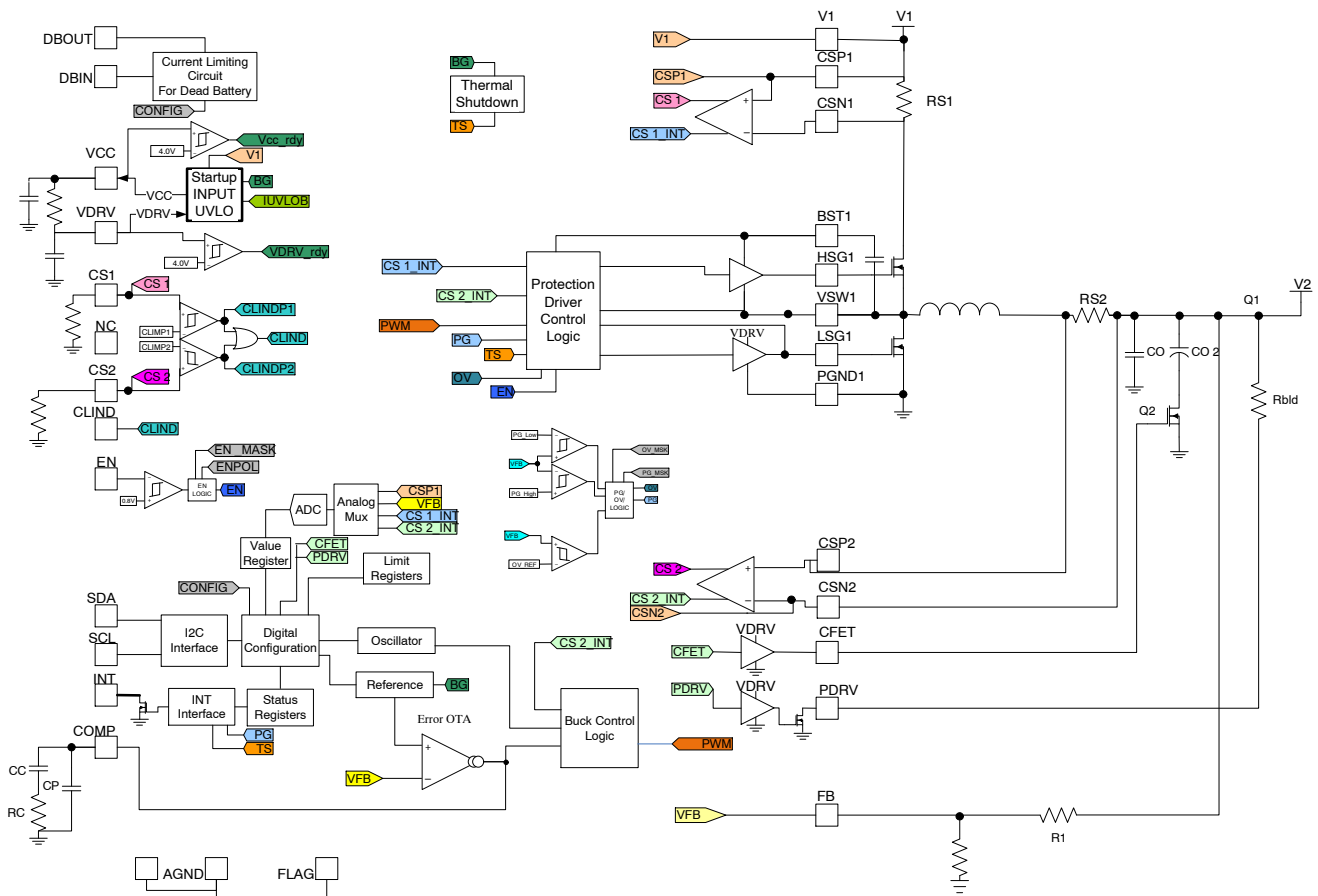 DBOUT
DBIN
Current Limiting
Circuit
For Dead Battery
CONFIG
BG
Thermal
Shutdown
TS
V1
V1
V1
CSP1
CSP1
CS 1
CS 1_INT
CSN1
RS1
Vcc_rdy
4.0V
VCC
V1
Startup
INPUT
UVLO
VCC
BG
IUVLOB
VDRV
VDRV
VDRV_rdy
4.0V
CS1
CS 1
CLINDP1
CLIMP1
CLIMP2
CLIND
CLINDP2
NC
CS2
CS 2
CLIND
CLIND
EN
EN_MASK
ENPOL
EN
LOGIC
EN
0.8V
CS 1_INT
CS 2_INT
PWM
PG
TS
OV
EN
Protection
Driver
Control
Logic
VDRV
BST1
HSG1
VSW1
LSG1
PGND1
RS2
Q1
V2
CO
CO 2
Q2
Rbld
PG_Low
VFB
PG_High
OV_MSK
PG_MSK
PG/
OV/
LOGIC
OV
PG
VFB
OV_REF
ADC
Analog
Mux
CSP1
VFB
CS 1_INT
CS 2_INT
Value
Register
CFET
PDRV
Limit
Registers
CONFIG
SDA
SCL
I2C
Interface
Digital
Configuration
Oscillator
INT
INT
Interface
Status
Registers
Reference
BG
PG
TS
COMP
CC
CP
RC
Error OTA
VFB
CS 2_INT
Buck Control
Logic
PWM
CS 2
CS 2_INT
CSN2
CSP2
CSN2
CFET
VDRV
CFET
PDRV
VDRV
PDRV
VFB
FB
R1
AGND
FLAG